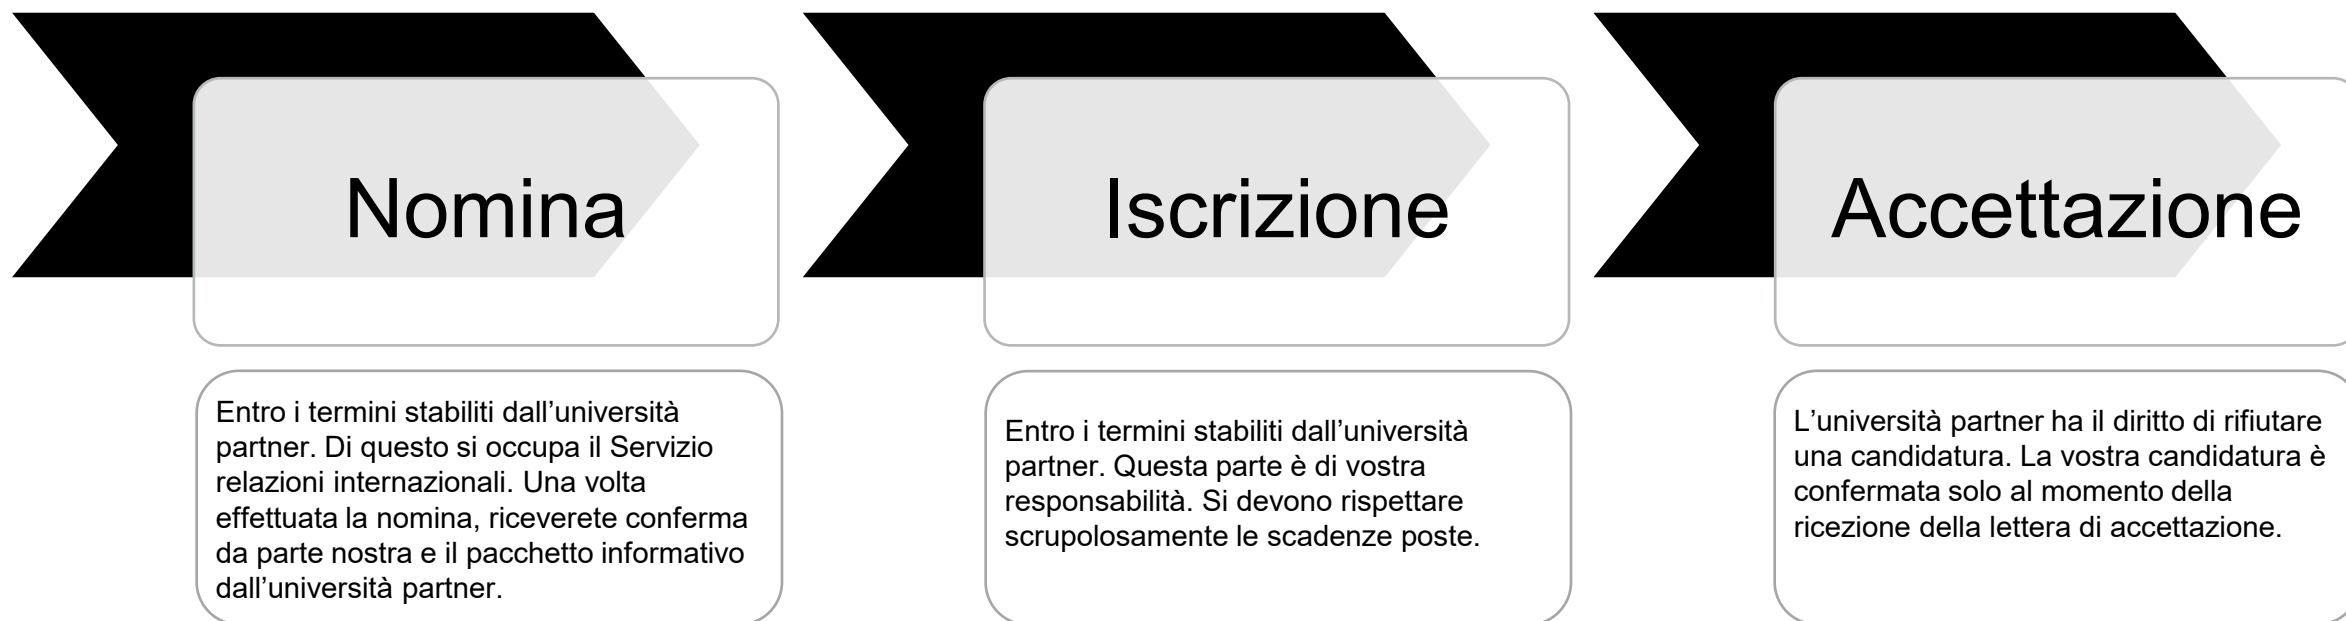 Nomina
Entro i termini stabiliti dall’università
partner. Di questo si occupa il Servizio
relazioni internazionali. Una volta
effettuata la nomina, riceverete conferma
da parte nostra e il pacchetto informativo
dall’università partner.
Iscrizione
Entro i termini stabiliti dall’università
partner. Questa parte è di vostra
responsabilità. Si devono rispettare
scrupolosamente le scadenze poste.
Accettazione
L’università partner ha il diritto di rifiutare
una candidatura. La vostra candidatura è
confermata solo al momento della
ricezione della lettera di accettazione.